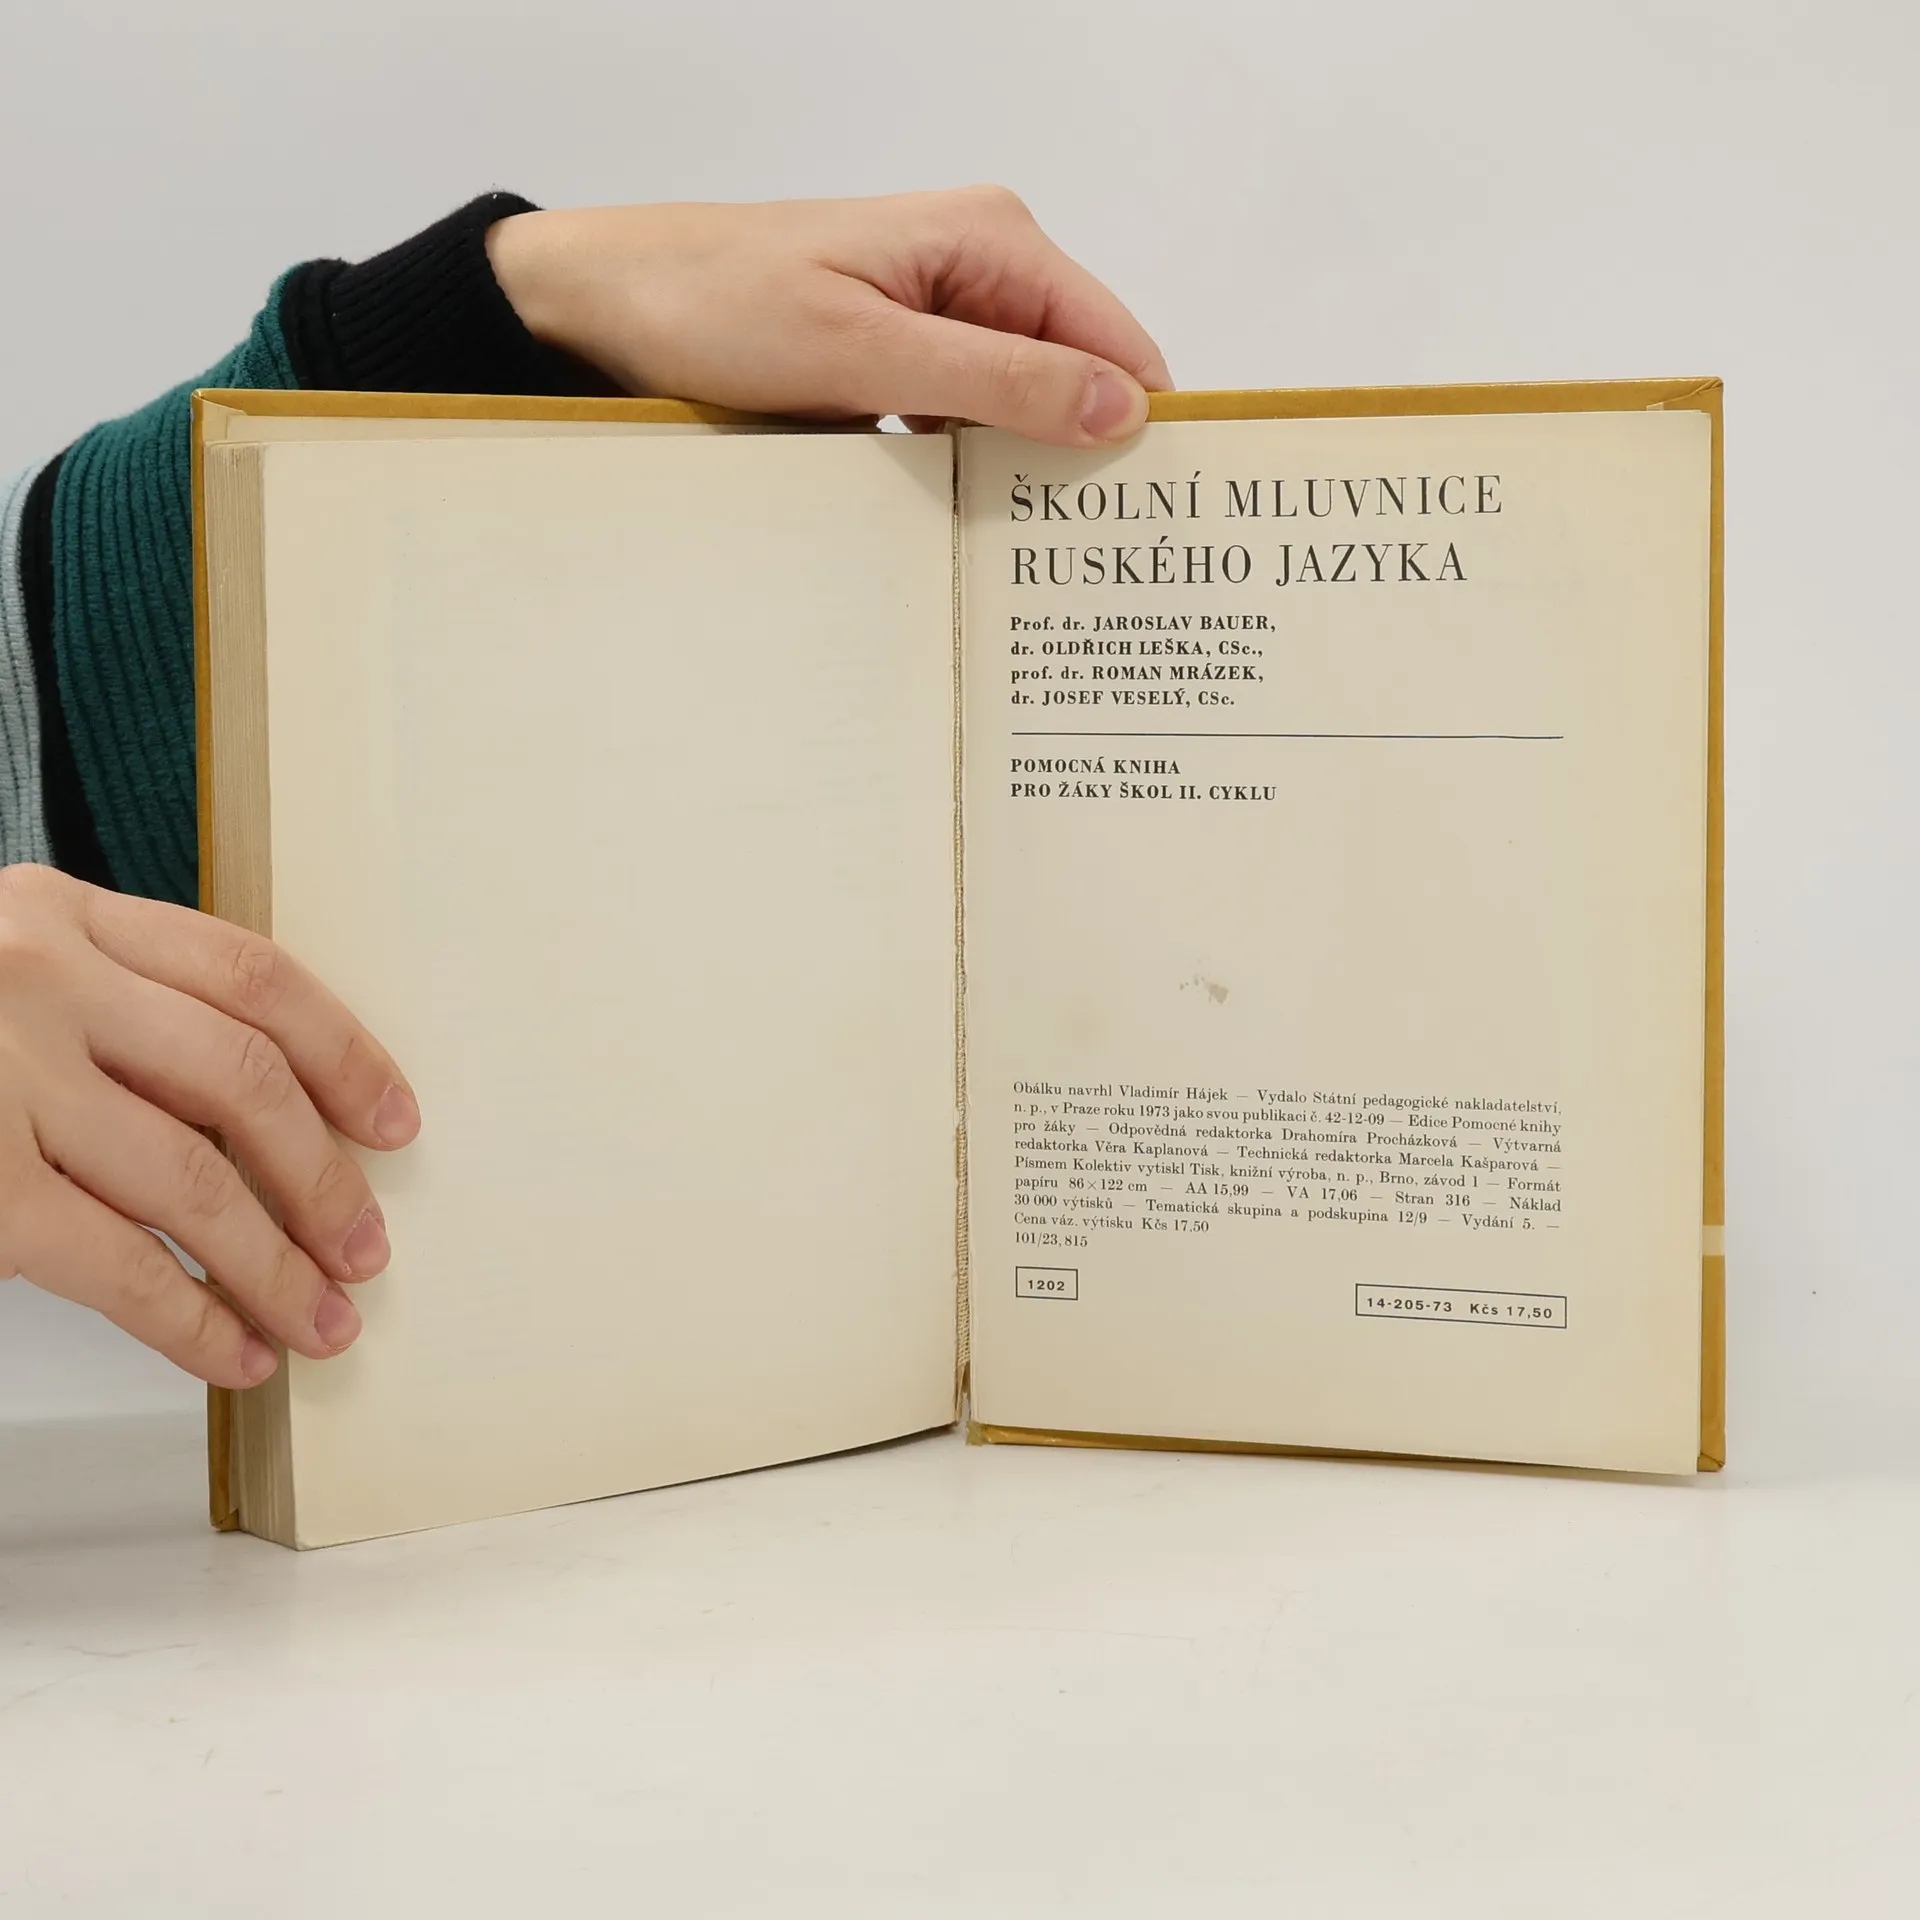 ŠKOLNÍ MLUVNICE
RUSKÉHO JAZYKA
Prof. dr. JAROSLAV BAUER,
dr. OLDŘICH LEŠKA, CSc.,
prof. dr. ROMAN MRÁZEK,
dr. JOSEF VESELÝ, CSc.
POMOCNÁ KNIHA
PRO ŽÁKY ŠKOL II. CYKLU
Obálku navrhl Vladimír Hájek — Vydalo Státní pedagogické nakladatelství,
n. p., v Praze roku 1973 jako svou publikaci č. 42-12-09 — Edice Pomocné knihy
pro žáky — Odpovědná redaktorka Drahomíra Procházková — Výtvarná
redaktorka Věra Kaplanová — Technická redaktorka Marcela Kašparová —
Písmem Kolektiv vytiskl Tisk, knižní výroba, n. p., Brno, závod 1 — Formát
papíru 86×122 cm — AA 15,99 — VA 17,06 — Stran 316 — Náklad
30 000 výtisků — Tematická skupina a podskupina 12/9 — Vydání 5. —
Cena váz. výtisku Kčs 17,50
101/23, 815
1202
14-205-73 Kčs 17,50